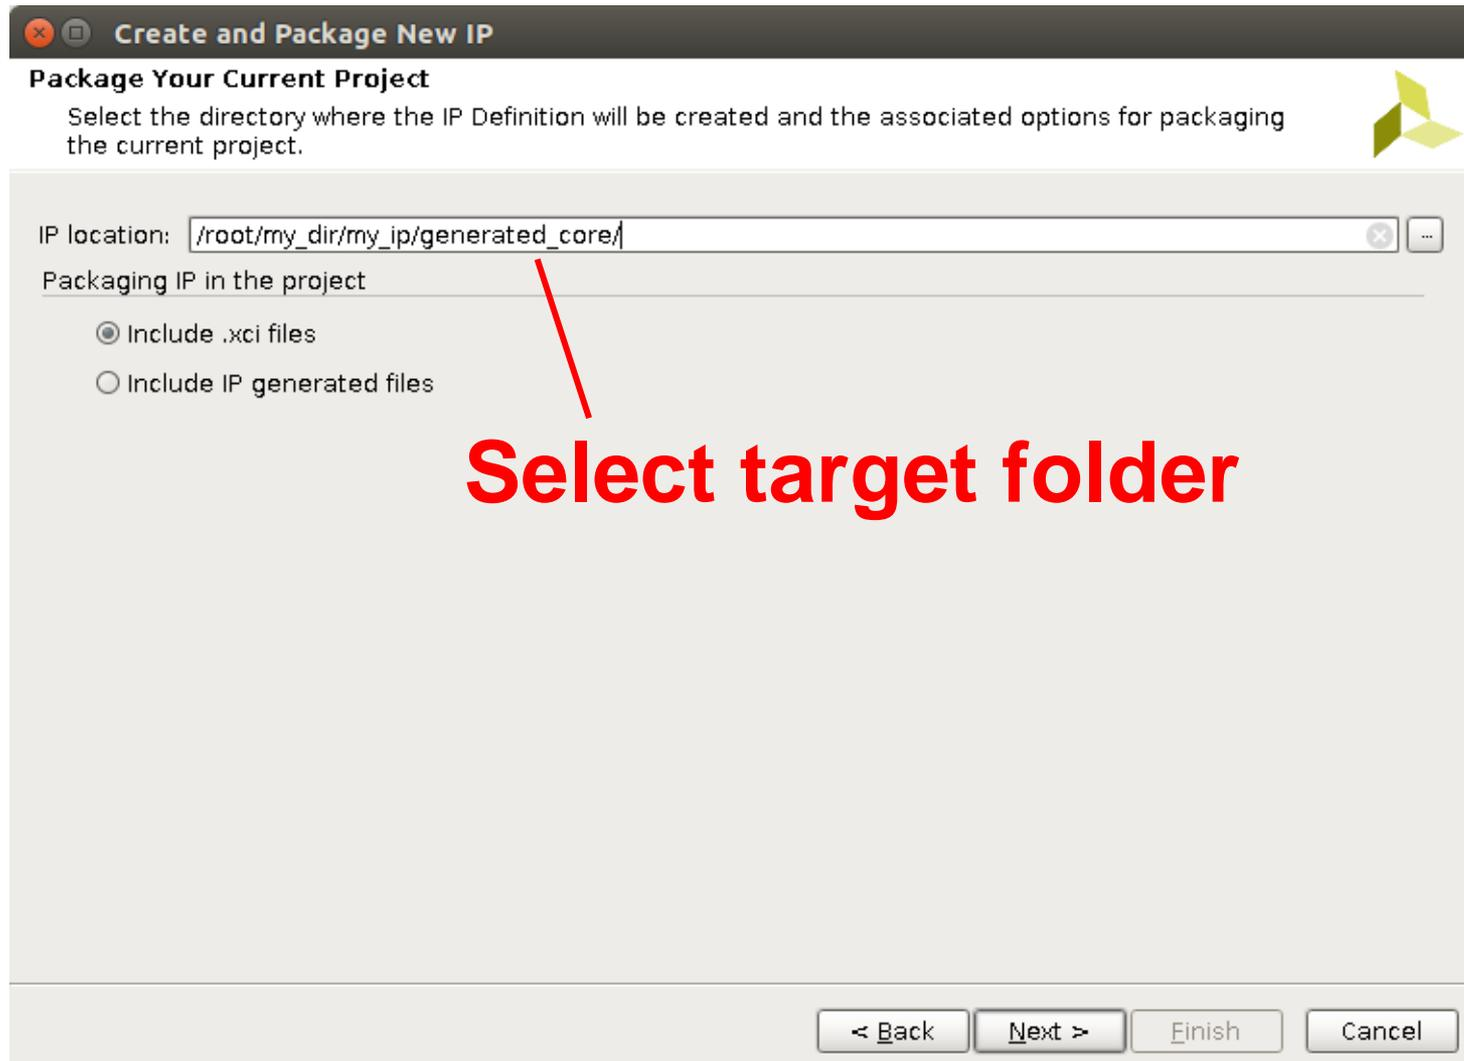 Create and Package New IP
Package Your Current Project
Select the directory where the IP Definition will be created and the associated options for packaging
the current project.
IP location: /root/my_dir/my_ip/generated_core/ ...
Packaging IP in the project
Include .xci files
Include IP generated files
Select target folder
< Back Next > Finish Cancel